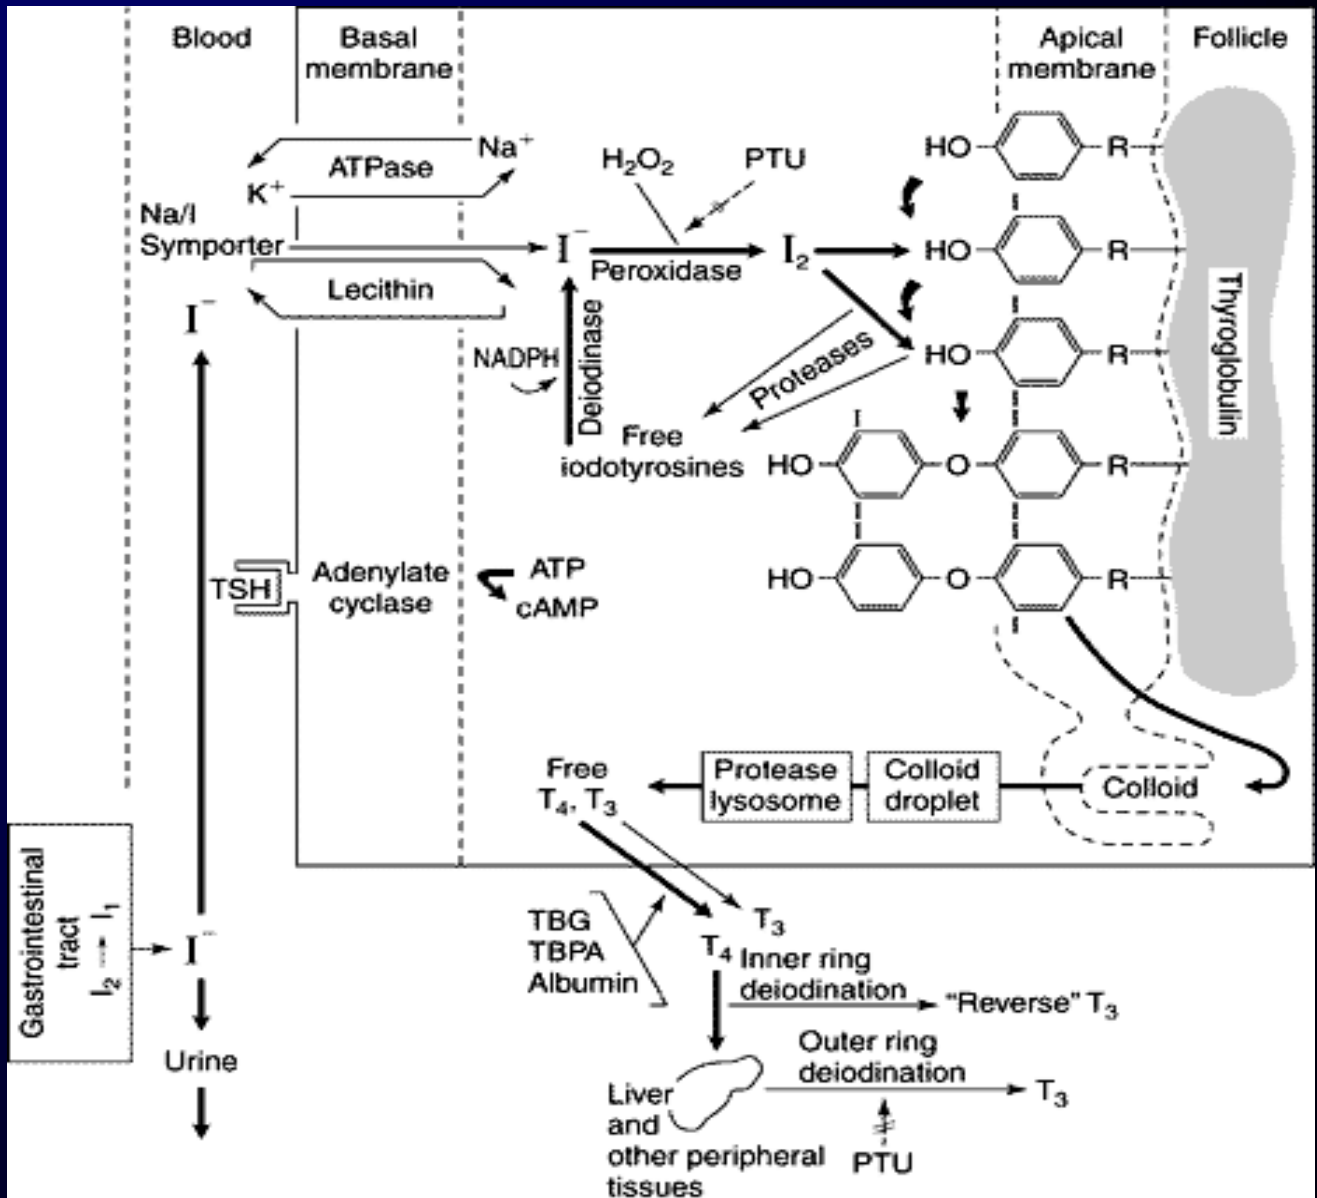 Blood
Basal
membrane
Apical
membrane
Follicle
Na+
ATPase
K+
Na/I
Symporter
Lecithin
I−
H2O2
PTU
I−
Peroxidase
I2
NADPH
Deiodinase
Proteases
Free
iodotyrosines
HO
R
HO
R
HO
R
I
HO
O
R
HO
O
R
Thyroglobulin
TSH
Adenylate
cyclase
ATP
cAMP
Free
T4, T3
Protease
lysosome
Colloid
droplet
Colloid
Gastrointestinal
tract
I2 I1
I−
Urine
TBG
TBPA
Albumin
T3
T4
Inner ring
deiodination
“Reverse” T3
Outer ring
deiodination
T3
Liver
and
other peripheral
tissues
PTU